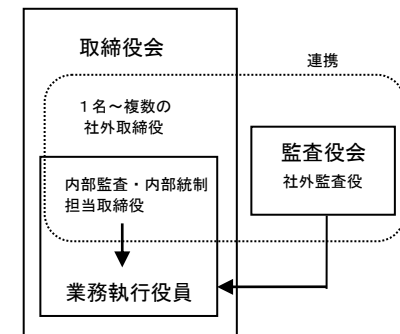 取締役会
連携
１名～複数の
社外取締役
監査役会
社外監査役
内部監査・内部統制
担当取締役
業務執行役員